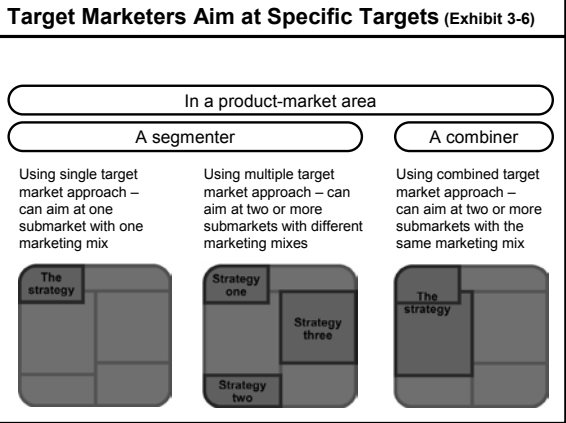 Target Marketers Aim at Specific Targets (Exhibit 3-6)
In a product-market area
A segmenter
A combiner
Using single target
market approach –
can aim at one
submarket with one
marketing mix
Using multiple target
market approach – can
aim at two or more
submarkets with different
marketing mixes
Using combined target
market approach –
can aim at two or more
submarkets with the
same marketing mix
The
strategy
Strategy
one
Strategy
three
Strategy
two
The
strategy